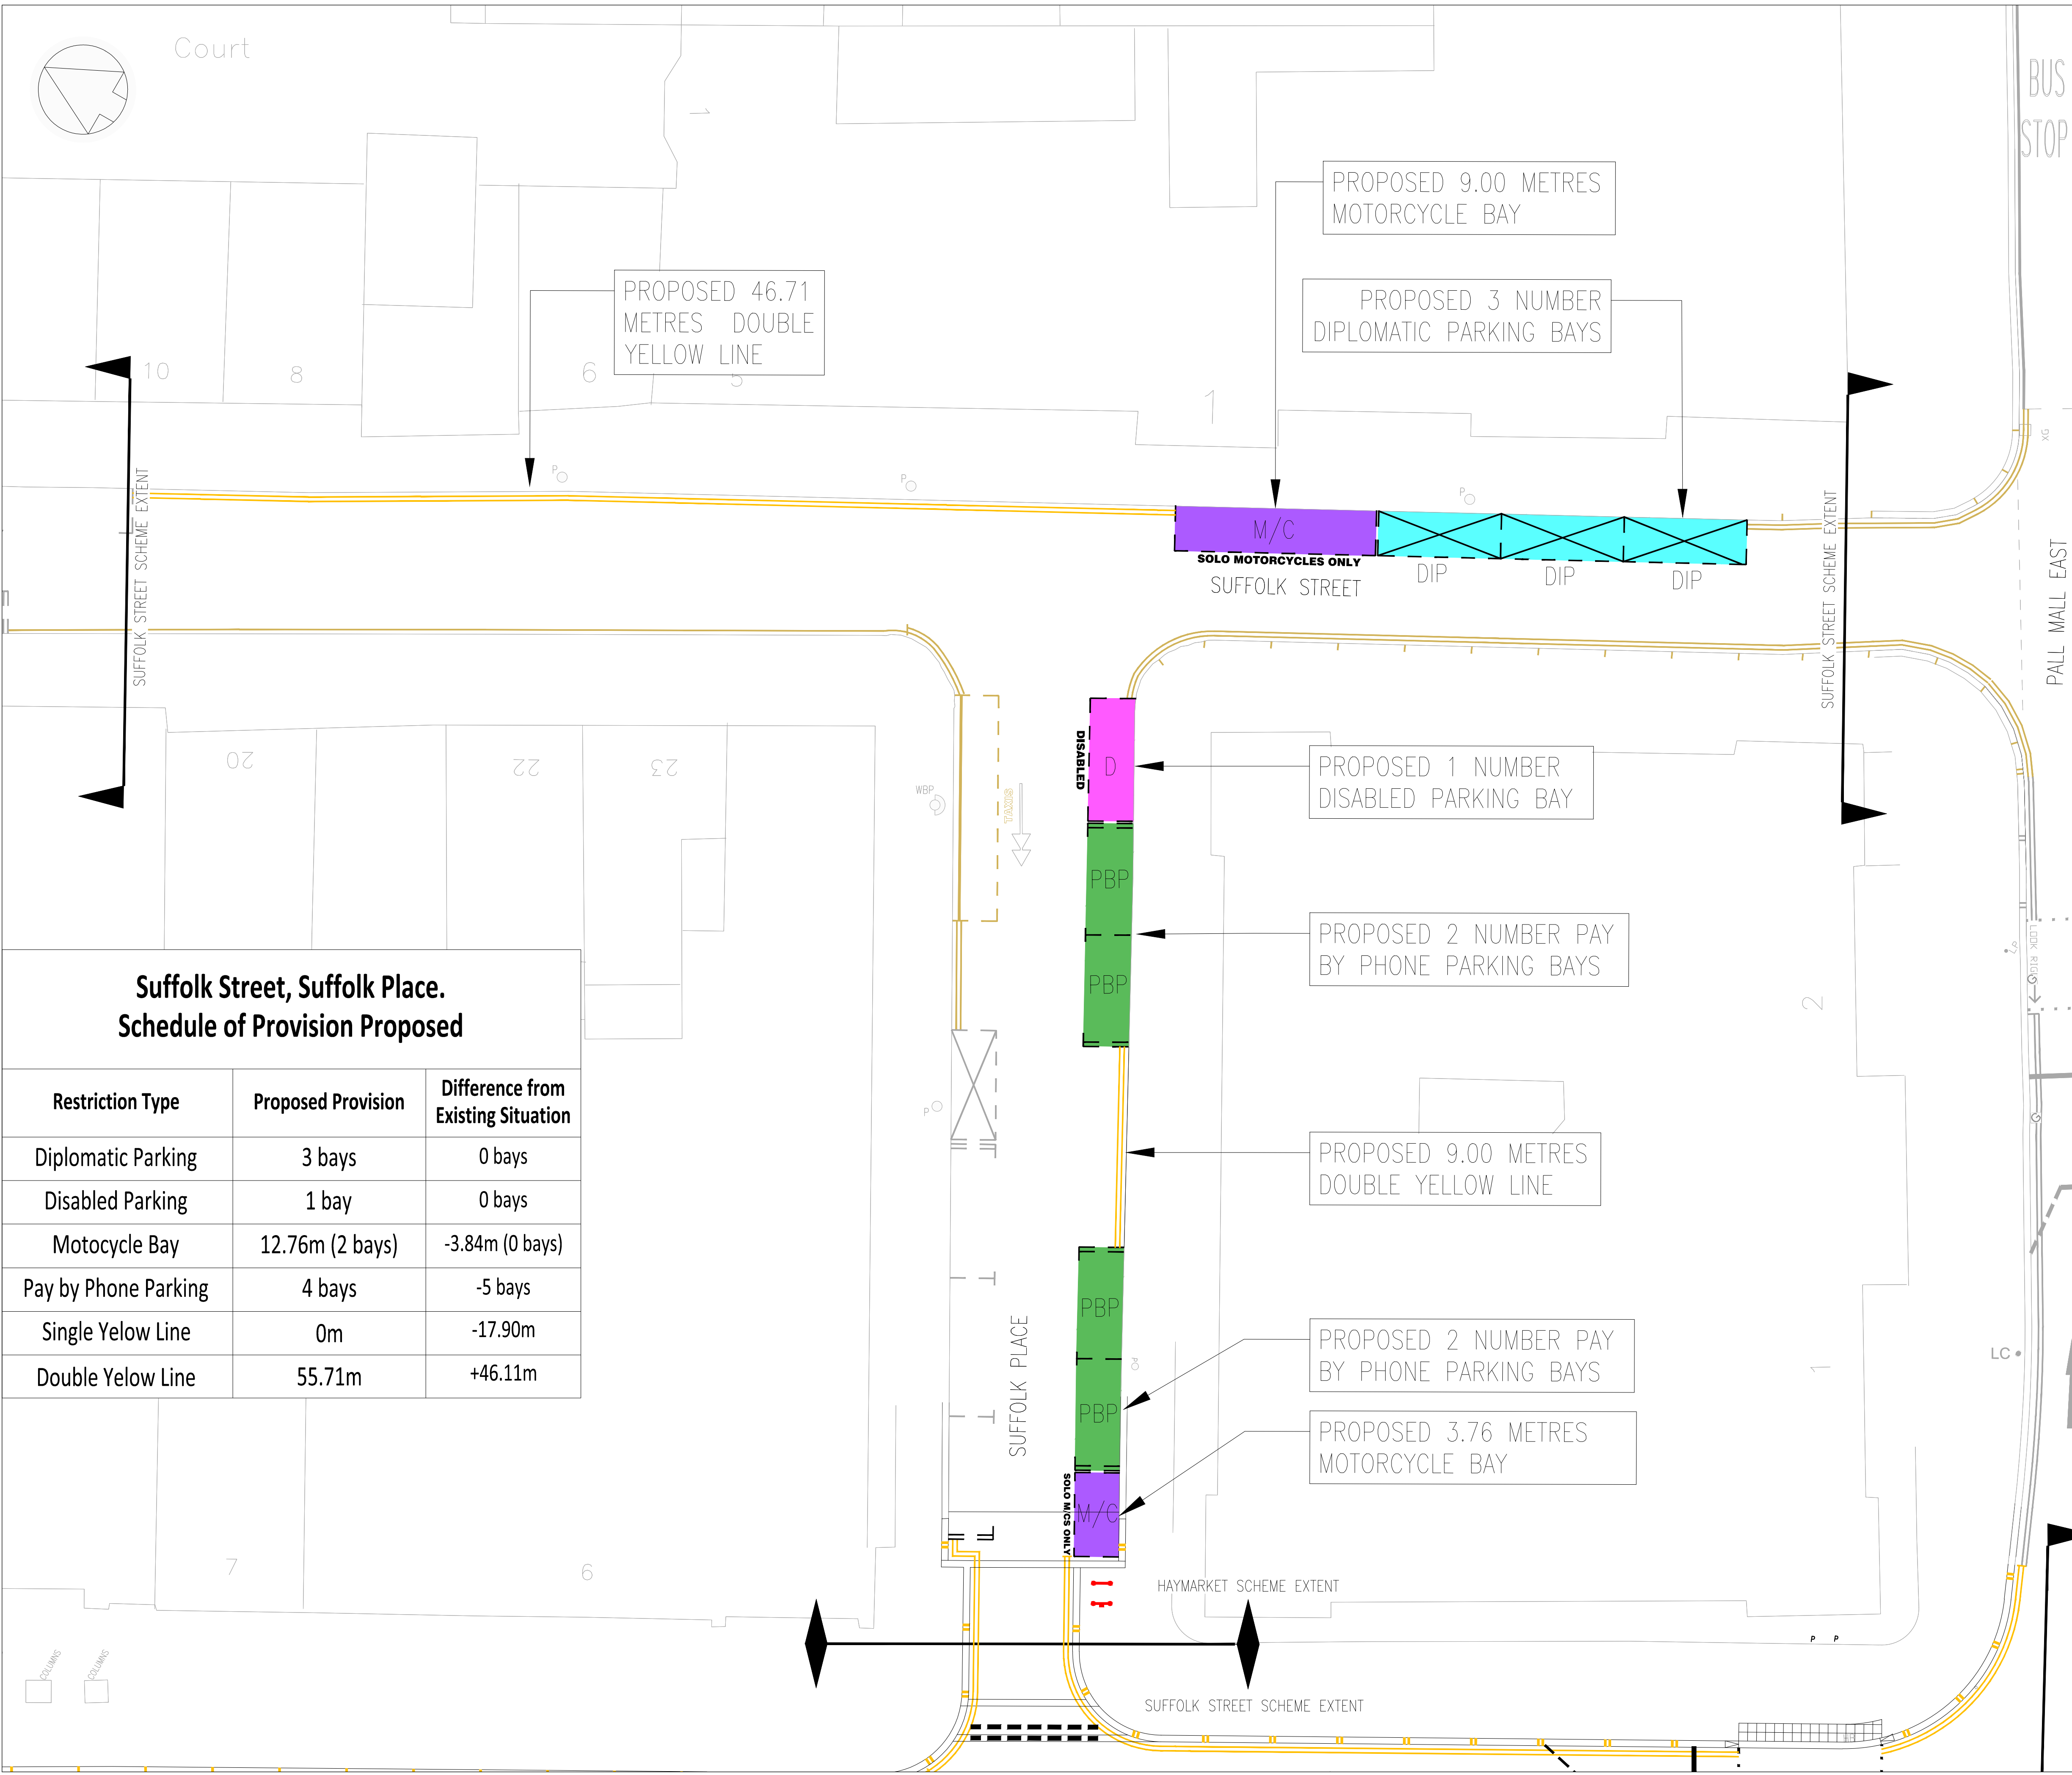 Court
1
BUS
STOP
PROPOSED 9.00 METRES
MOTORCYCLE BAY
PROPOSED 46.71
METRES DOUBLE
YELLOW LINE
PROPOSED 3 NUMBER
DIPLOMATIC PARKING BAYS
10
8
6
5
1
SUFFOLK STREET SCHEME EXTENT
P
P
P
M/C
SOLO MOTORCYCLES ONLY
SUFFOLK STREET
DIP
DIP
DIP
SUFFOLK STREET SCHEME EXTENT
PALL MALL EAST
20
22
23
WBP
TAXIS
DISABLED
D
PROPOSED 1 NUMBER
DISABLED PARKING BAY
PBP
PBP
PROPOSED 2 NUMBER PAY
BY PHONE PARKING BAYS
2
G
G
Suffolk Street, Suffolk Place.
Schedule of Provision Proposed
Restriction Type
Proposed Provision
Difference from
Existing Situation
Diplomatic Parking
3 bays
0 bays
Disabled Parking
1 bay
0 bays
Motocycle Bay
12.76m (2 bays)
-3.84m (0 bays)
Pay by Phone Parking
4 bays
-5 bays
Single Yelow Line
0m
-17.90m
Double Yelow Line
55.71m
+46.11m
P
PROPOSED 9.00 METRES
DOUBLE YELLOW LINE
SUFFOLK PLACE
PBP
PBP
PROPOSED 2 NUMBER PAY
BY PHONE PARKING BAYS
PROPOSED 3.76 METRES
MOTORCYCLE BAY
M/C
SOLO M/CS ONLY
1
LC
7
6
HAYMARKET SCHEME EXTENT
SUFFOLK STREET SCHEME EXTENT
COLUMNS
COLUMNS
P P